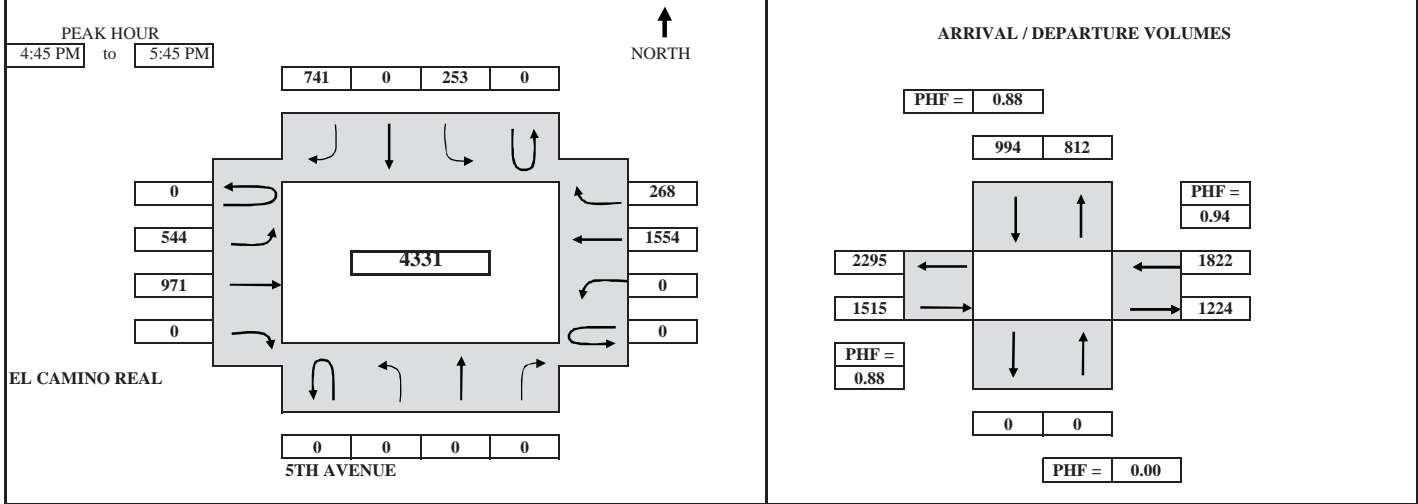 PEAK HOUR
4:45 PM to 5:45 PM
NORTH
741 0 253 0
0 268
544 1554
4331
971 0
0 0
EL CAMINO REAL
0 0 0 0
5TH AVENUE
ARRIVAL / DEPARTURE VOLUMES
PHF = 0.88
994 812
PHF =
0.94
2295 1822
1515 1224
PHF =
0.88
0 0
PHF = 0.00